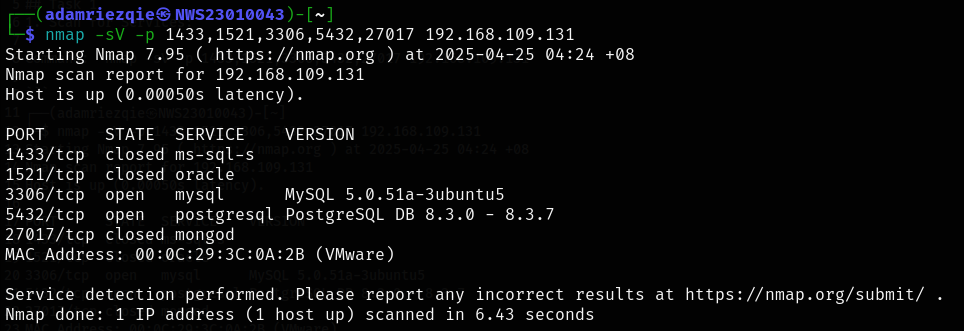 ┌──(adamriezqie㉿NWS23010043)-[~]
└─$ nmap -sV -p 1433,1521,3306,5432,27017 192.168.109.131
Starting Nmap 7.95 ( https://nmap.org ) at 2025-04-25 04:24 +08
Nmap scan report for 192.168.109.131
Host is up (0.00050s latency).

PORT      STATE  SERVICE    VERSION
1433/tcp  closed ms-sql-s
1521/tcp  closed oracle
3306/tcp  open   mysql      MySQL 5.0.51a-3ubuntu5
5432/tcp  open   postgresql PostgreSQL DB 8.3.0 - 8.3.7
27017/tcp closed mongod
MAC Address: 00:0C:29:3C:0A:2B (VMware)

Service detection performed. Please report any incorrect results at https://nmap.org/submit/ .
Nmap done: 1 IP address (1 host up) scanned in 6.43 seconds